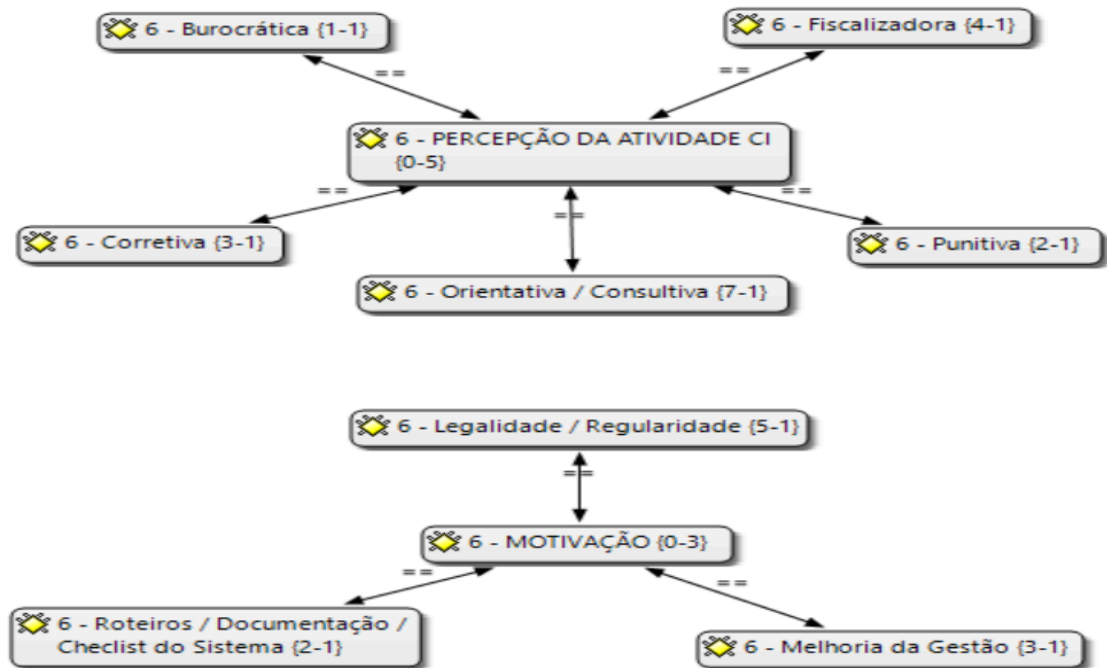 6 - Burocrática {1-1}
6 - Fiscalizadora {4-1}
==
==
6 - PERCEPÇÃO DA ATIVIDADE CI
{0-5}
==
==
==
6 - Corretiva {3-1}
6 - Punitiva {2-1}
6 - Orientativa / Consultiva {7-1}
6 - Legalidade / Regularidade {5-1}
==
6 - MOTIVAÇÃO {0-3}
==
==
6 - Roteiros / Documentação /
Checlist do Sistema {2-1}
6 - Melhoria da Gestão {3-1}